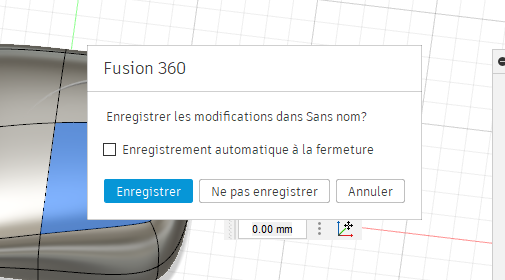 Fusion 360
Enregistrer les modifications dans Sans nom?
Enregistrement automatique à la fermeture
Enregistrer Ne pas enregistrer Annuler
0.00 mm